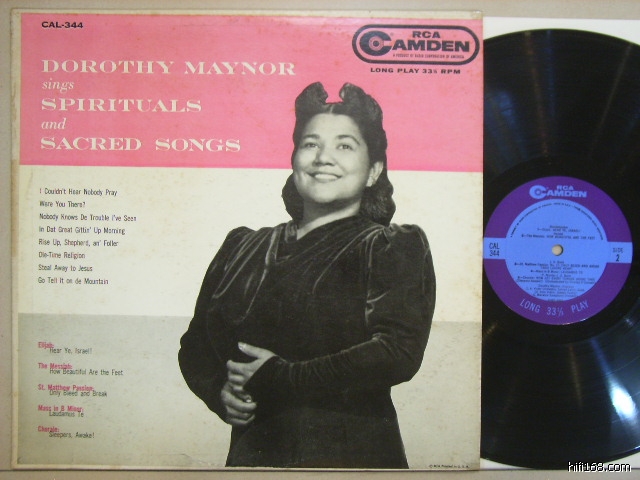 CAL-344
RCA
CAMDEN
LONG PLAY 33⅓ RPM
DOROTHY MAYNOR
sings
SPIRITUALS
and
SACRED SONGS
I Couldn't Hear Nobody Pray
Were You There?
Nobody Knows De Trouble I've Seen
In Dat Great Gittin' Up Morning
Rise Up, Shepherd, an' Foller
Old-Time Religion
Steal Away to Jesus
Go Tell It on de Mountain
Elijah:
Hear Ye, Israel!
The Messiah:
How Beautiful Are the Feet
St. Matthew Passion:
Only Bleed and Break
Mass in B Minor:
Laudamus Te
Chorale:
Sleepers, Awake!
RCA
CAMDEN
CAL
344
SIDE
2
LONG 33⅓ PLAY
hifi168.com